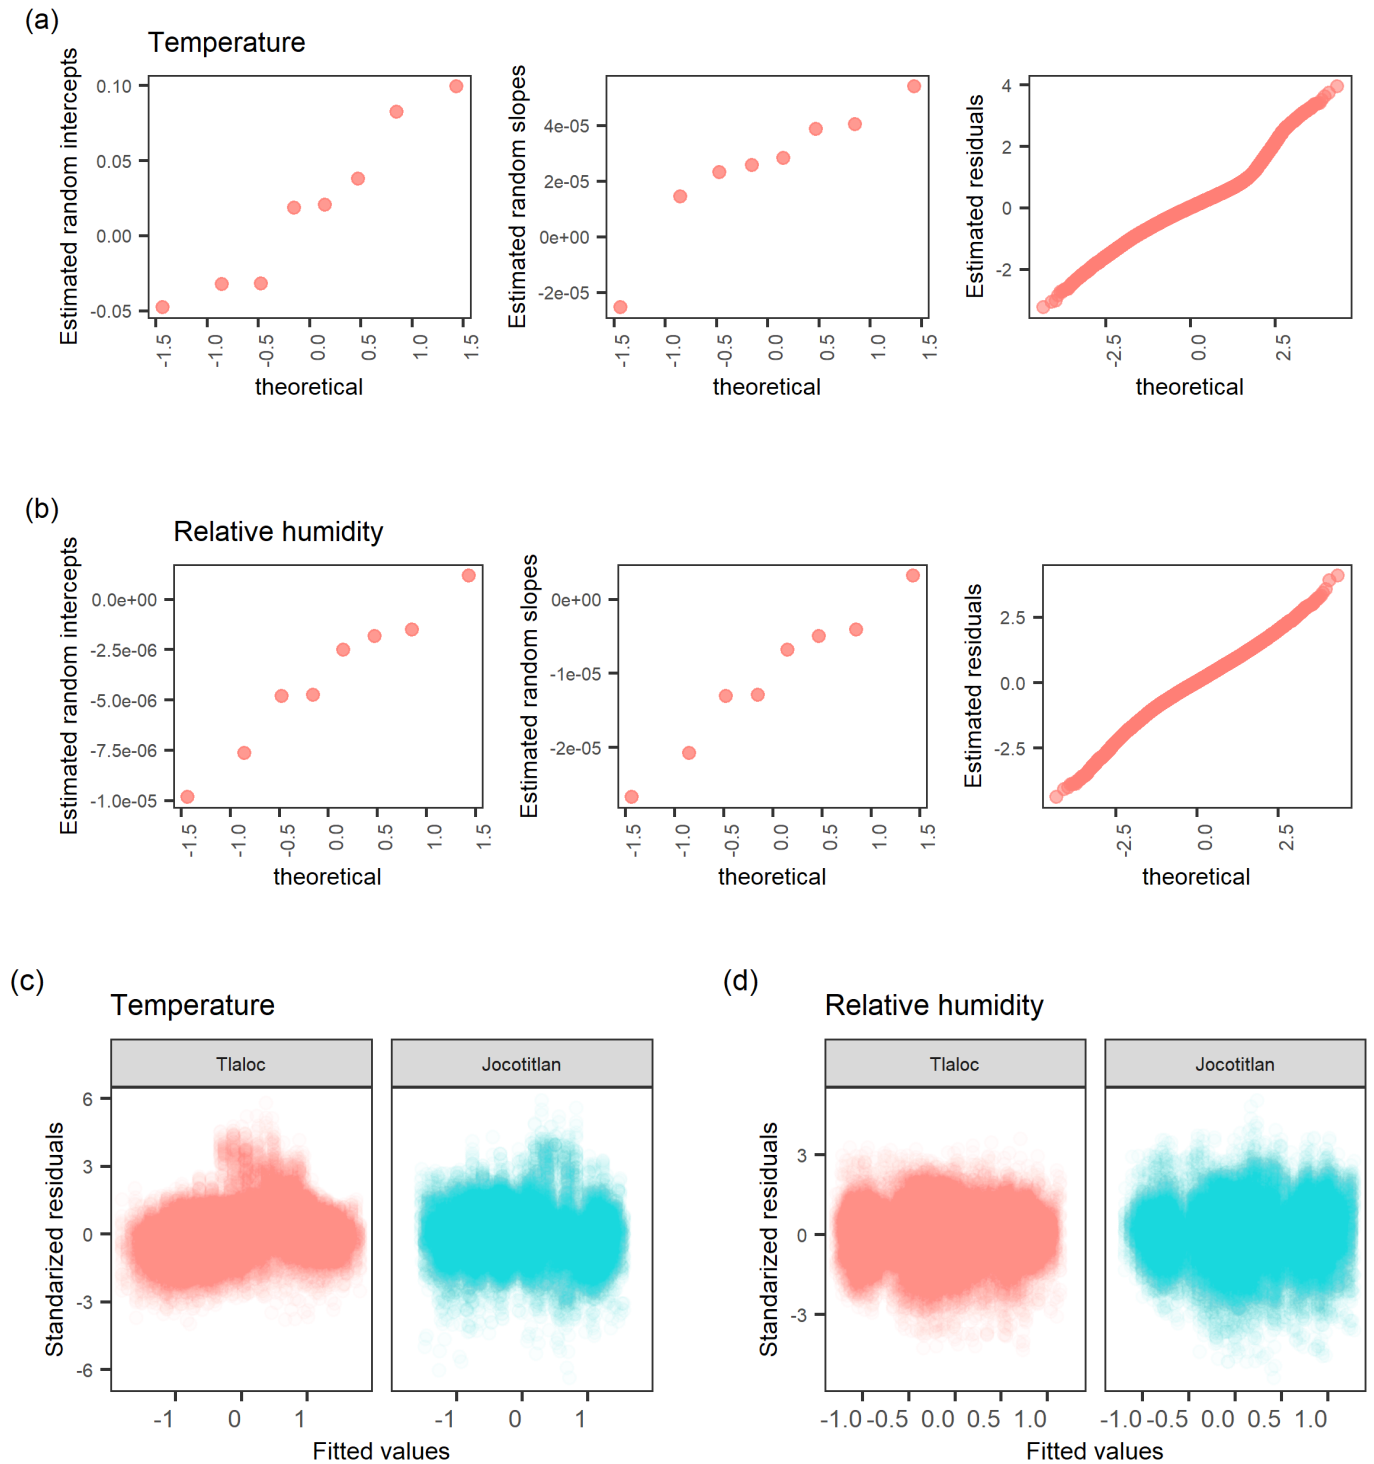 (a)
Temperature
Estimated random intercepts
0.10
0.05
0.00
-0.05
-1.5
-1.0
-0.5
0.0
0.5
1.0
1.5
theoretical
Estimated random slopes
4e-05
2e-05
0e+00
-2e-05
-1.5
-1.0
-0.5
0.0
0.5
1.0
1.5
theoretical
Estimated residuals
4
2
0
-2
-2.5
0.0
2.5
theoretical
(b)
Relative humidity
Estimated random intercepts
0.0e+00
-2.5e-06
-5.0e-06
-7.5e-06
-1.0e-05
-1.5
-1.0
-0.5
0.0
0.5
1.0
1.5
theoretical
Estimated random slopes
0e+00
-1e-05
-2e-05
-1.5
-1.0
-0.5
0.0
0.5
1.0
1.5
theoretical
Estimated residuals
2.5
0.0
-2.5
-2.5
0.0
2.5
theoretical
(c)
Temperature
Tlaloc
Jocotitlan
Standarized residuals
6
3
0
-3
-6
-1 0 1
-1 0 1
Fitted values
(d)
Relative humidity
Tlaloc
Jocotitlan
Standarized residuals
3
0
-3
-1.0 -0.5 0.0 0.5 1.0
-1.0 -0.5 0.0 0.5 1.0
Fitted values